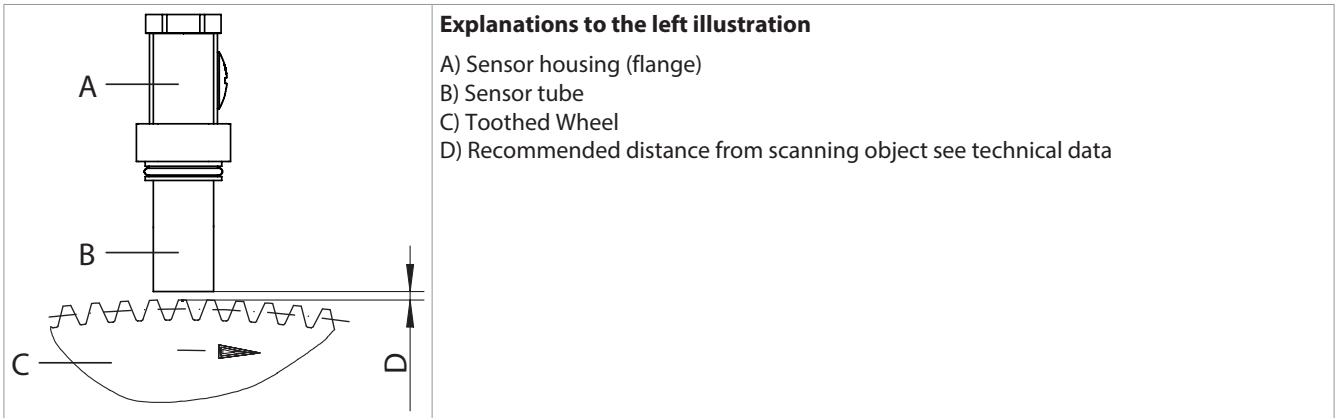 A
B
C
D
Explanations to the left illustration
A) Sensor housing (flange)
B) Sensor tube
C) Toothed Wheel
D) Recommended distance from scanning object see technical data